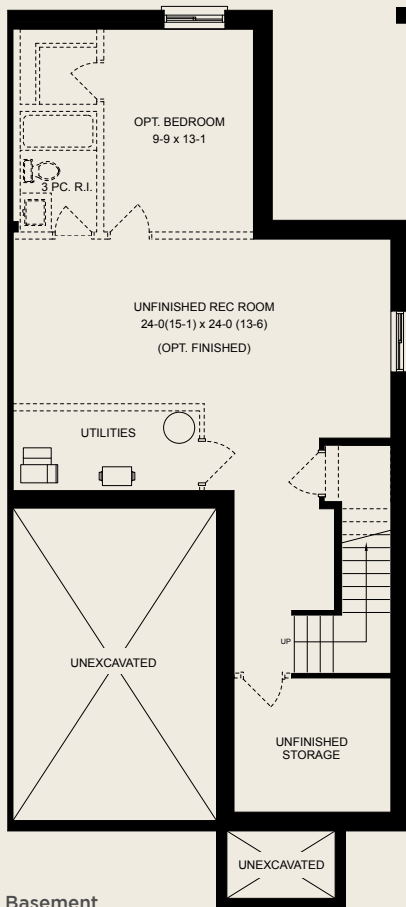 OPT. BEDROOM
9-9 x 13-1
3 PC. R.I.
UNFINISHED REC ROOM
24-0(15-1) x 24-0 (13-6)
(OPT. FINISHED)
UTILITIES
UP
UNEXCAVATED
UNFINISHED
STORAGE
UNEXCAVATED
Basement